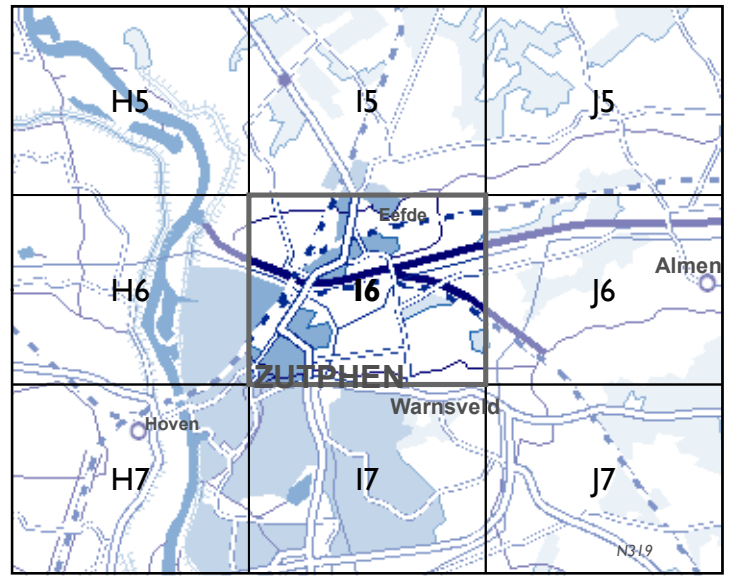 H5
I5
J5
Eefde
H6
I6
J6
Almen
ZUTPHEN
Warnsveld
Hoven
H7
I7
J7
N319